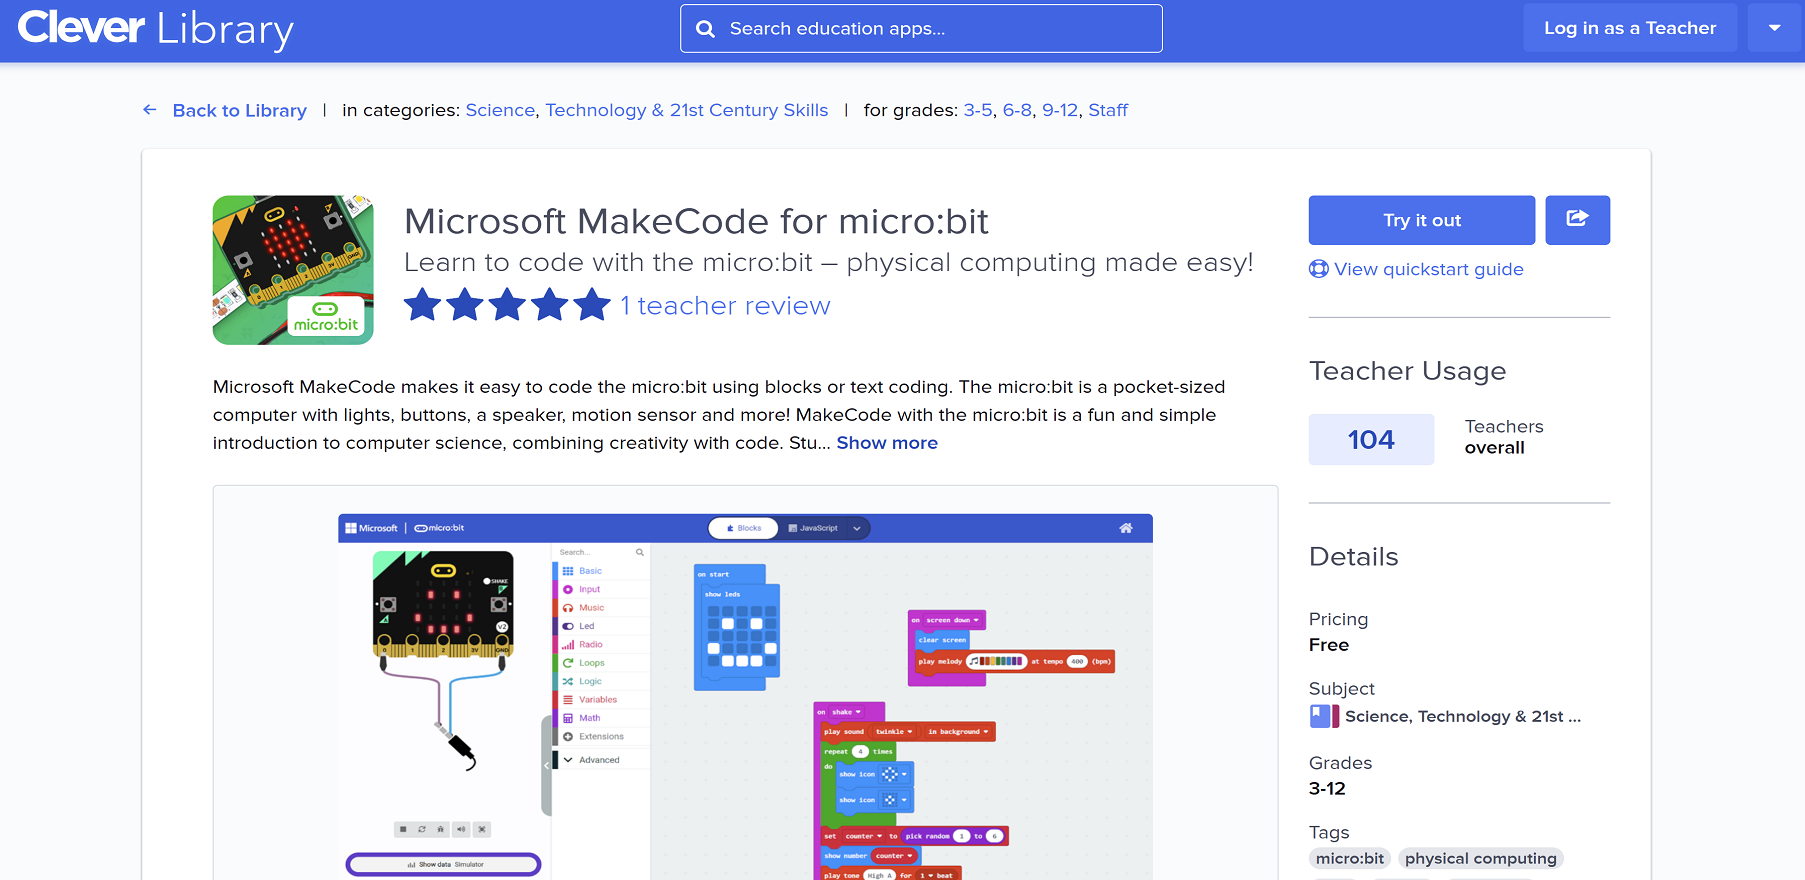 Clever Library
Search education apps...
Log in as a Teacher
Back to Library | in categories: Science, Technology & 21st Century Skills | for grades: 3-5, 6-8, 9-12, Staff
micro:bit
Microsoft MakeCode for micro:bit
Learn to code with the micro:bit – physical computing made easy!
1 teacher review
Microsoft MakeCode makes it easy to code the micro:bit using blocks or text coding. The micro:bit is a pocket-sized
computer with lights, buttons, a speaker, motion sensor and more! MakeCode with the micro:bit is a fun and simple
introduction to computer science, combining creativity with code. Stu... Show more
Microsoft | micro:bit
Blocks
JavaScript
SHAKE
V2
0 1 2 3V GND
Show data Simulator
Search...
Basic
Input
Music
Led
Radio
Loops
Logic
Variables
Math
Extensions
Advanced
on start
show leds
on screen down
clear screen
play melody at tempo 400 (bpm)
on shake
play sound twinkle in background
repeat 4 times
do
show icon
show icon
set counter to pick random 1 to 6
show number counter
play tone High A for 1 beat
Try it out
View quickstart guide
Teacher Usage
104
Teachers
overall
Details
Pricing
Free
Subject
Science, Technology & 21st ...
Grades
3-12
Tags
micro:bit
physical computing